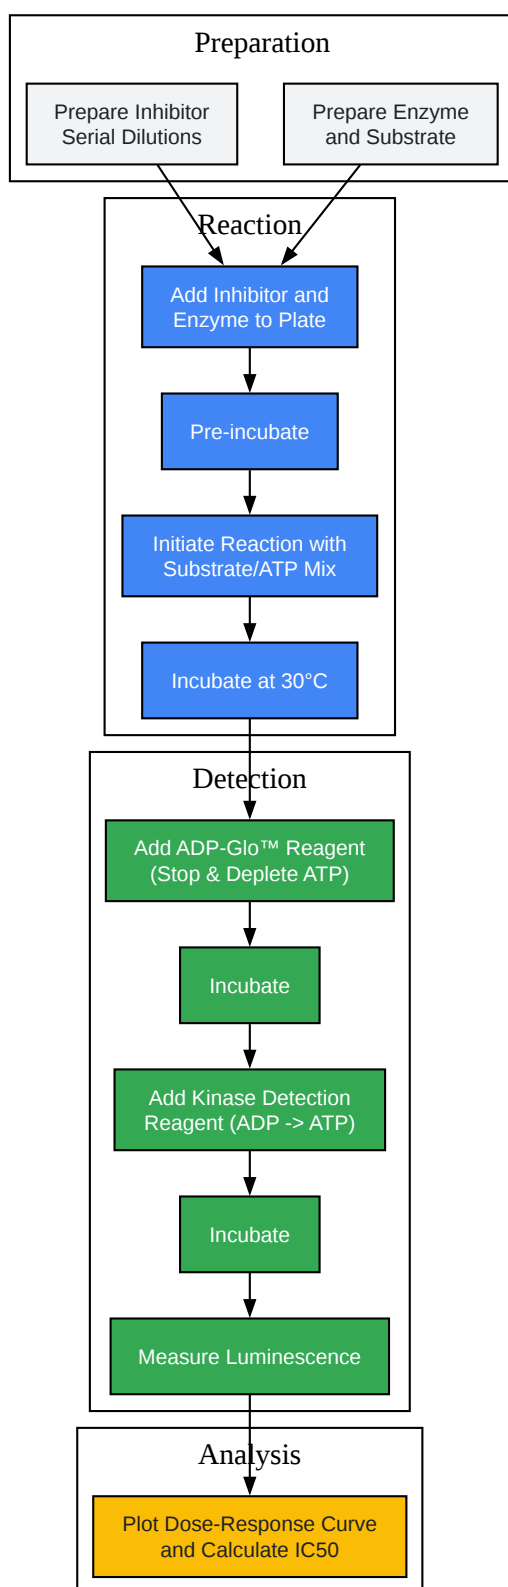 Preparation
Prepare Inhibitor
Serial Dilutions
Prepare Enzyme
and Substrate
Reaction
Add Inhibitor and
Enzyme to Plate
Pre-incubate
Initiate Reaction with
Substrate/ATP Mix
Incubate at 30°C
Detection
Add ADP-Glo™ Reagent
(Stop & Deplete ATP)
Incubate
Add Kinase Detection
Reagent (ADP -> ATP)
Incubate
Measure Luminescence
Analysis
Plot Dose-Response Curve
and Calculate IC50